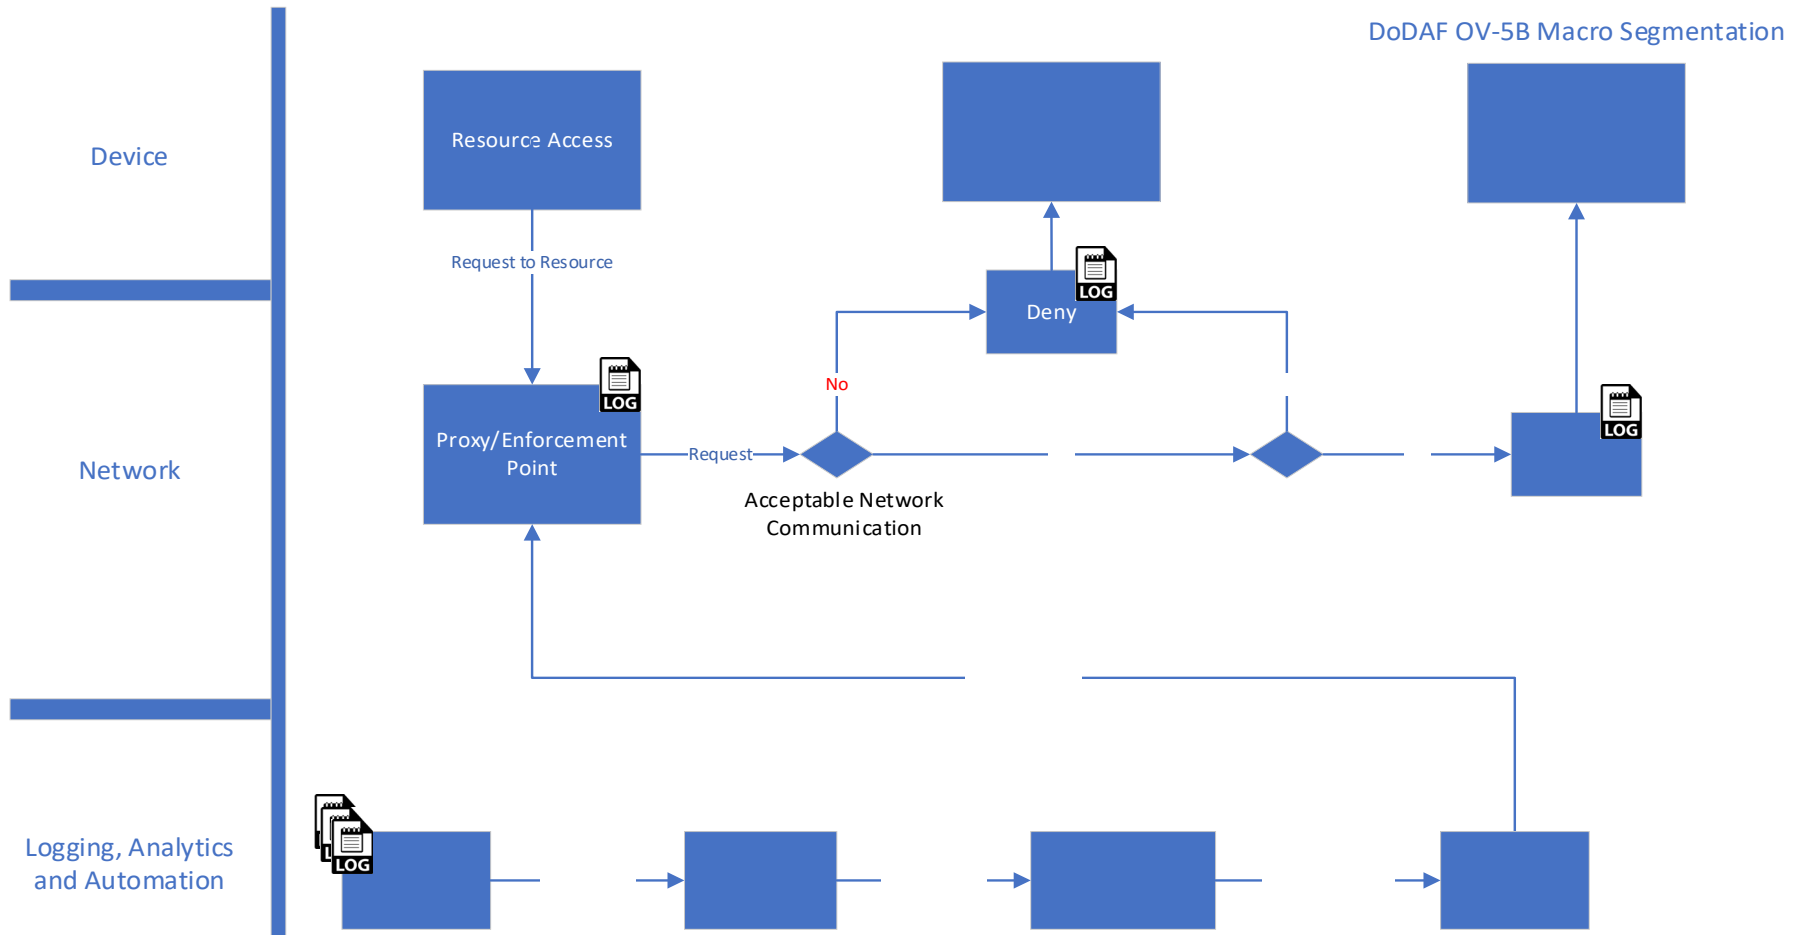 DoDAF OV-5B Macro Segmentation
Device
Resource Access
Request to Resource
LOG
Deny
No
LOG
LOG
Network
Proxy/Enforcement
Point
Request
Acceptable Network
Communication
Logging, Analytics
and Automation
LOG